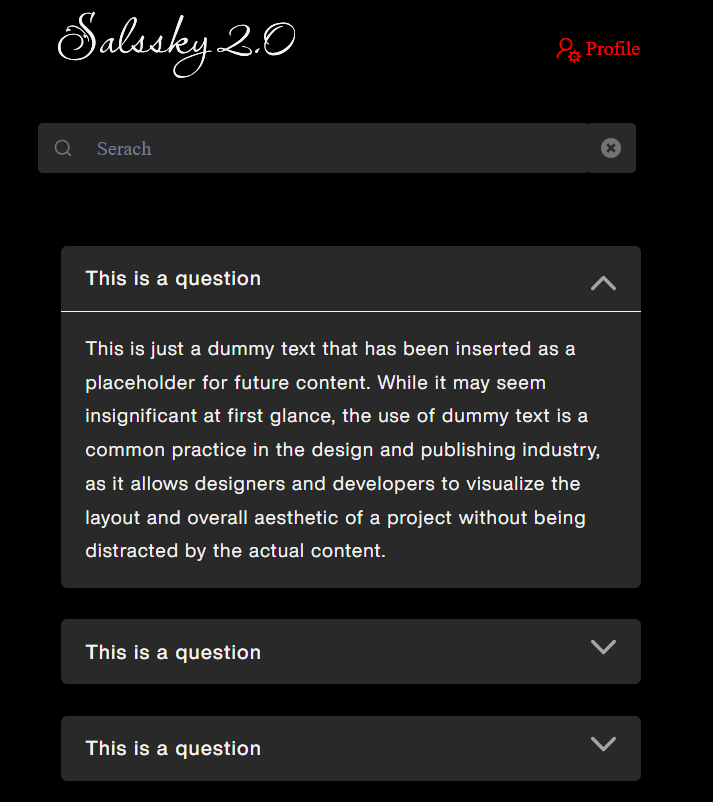 Salssky 2.0
Profile
Serach
This is a question
This is just a dummy text that has been inserted as a
placeholder for future content. While it may seem
insignificant at first glance, the use of dummy text is a
common practice in the design and publishing industry,
as it allows designers and developers to visualize the
layout and overall aesthetic of a project without being
distracted by the actual content.
This is a question
This is a question